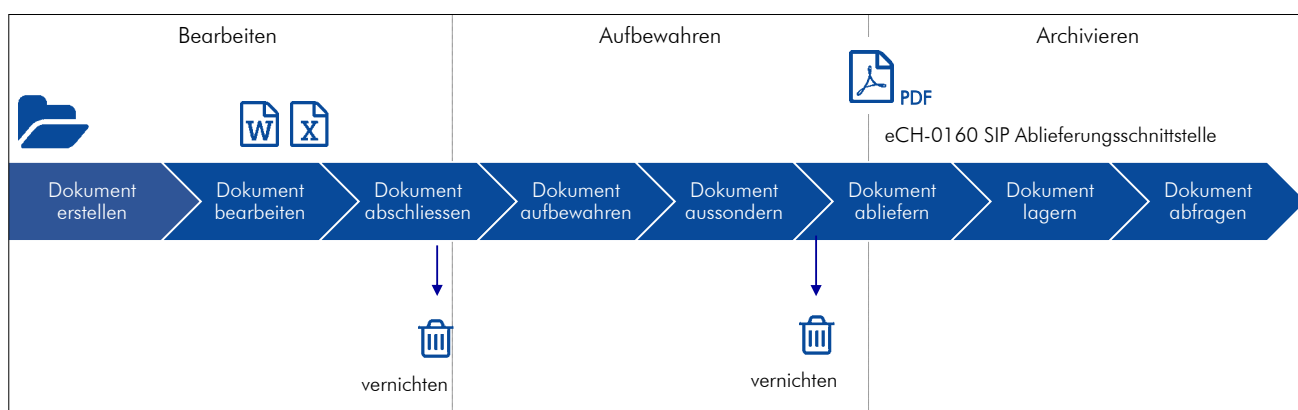 Bearbeiten
Aufbewahren
Archivieren
W
X
PDF
eCH-0160 SIP Ablieferungsschnittstelle
Dokument
erstellen
Dokument
bearbeiten
Dokument
abschliessen
Dokument
aufbewahren
Dokument
aussondern
Dokument
abliefern
Dokument
lagern
Dokument
abfragen
vernichten
vernichten